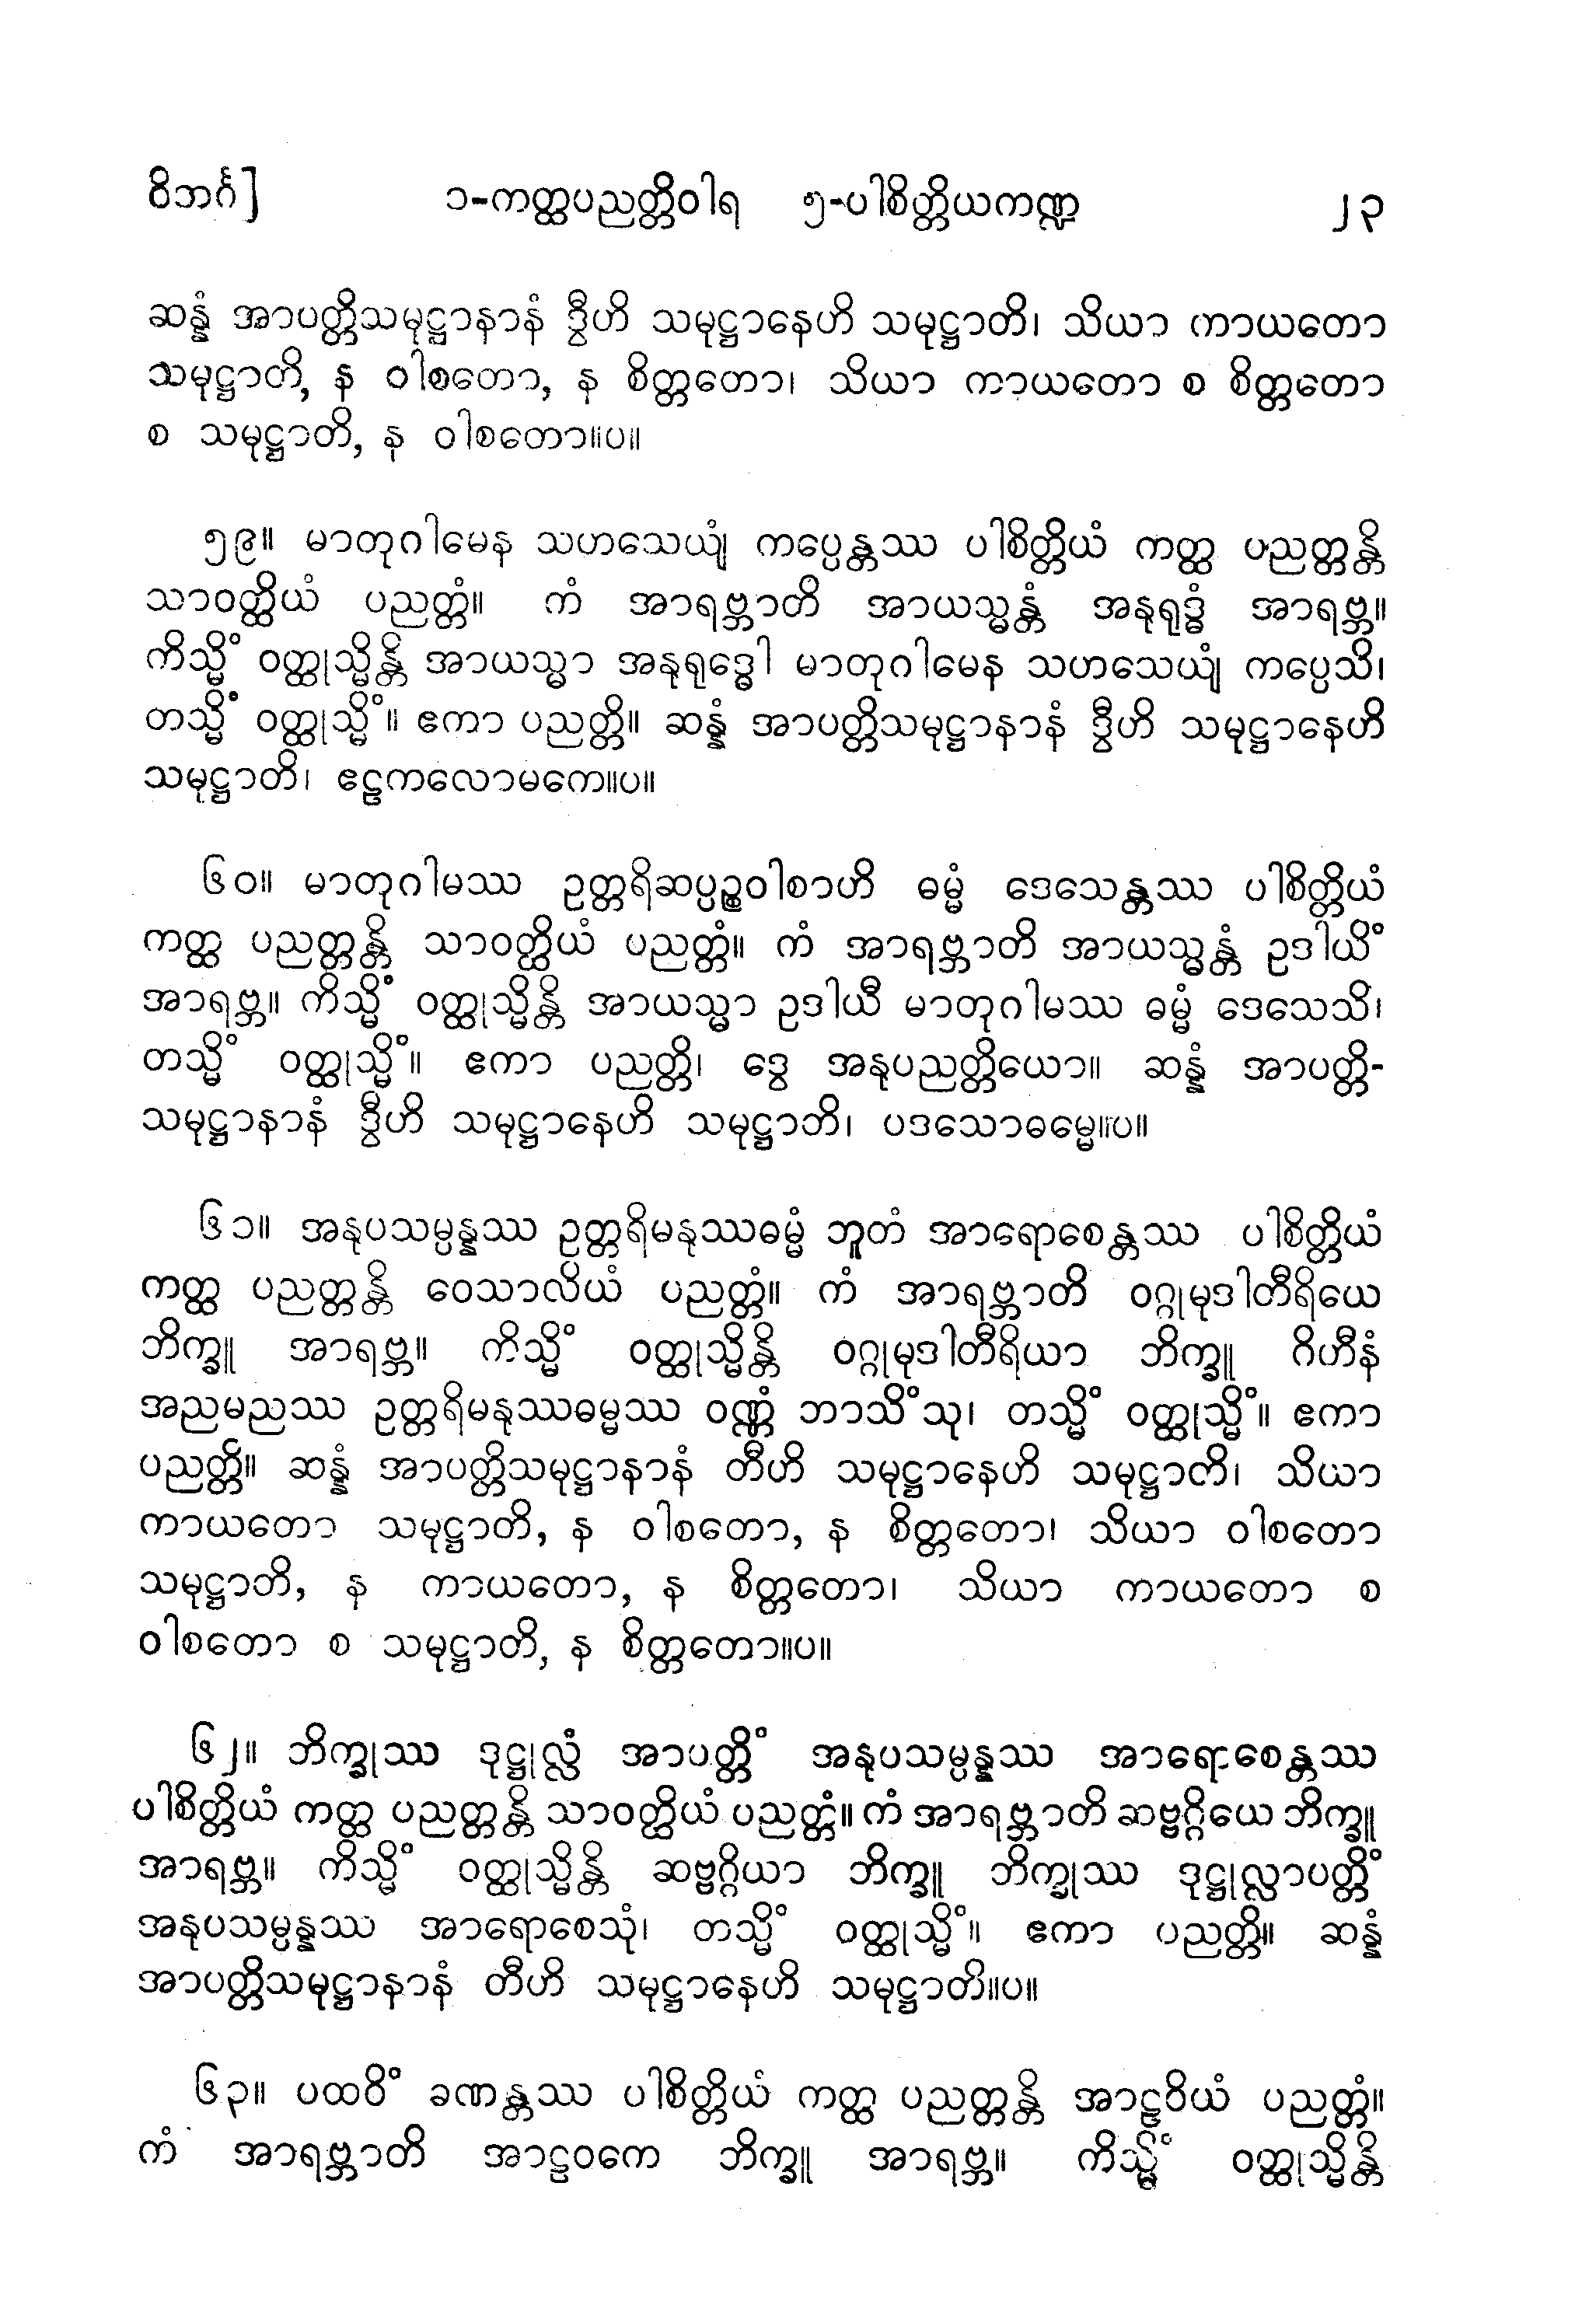 ဝိဘင်္ဂ] ၁-ကတ္ထပညတ္တိဝါရ ၅-ပါစိတ္တိယကဏ္ဍ ၂၃
ဆန္နံ အာပတ္တိသမုဋ္ဌာနာနံ ဒွီဟိ သမုဋ္ဌာနေဟိ သမုဋ္ဌာတိ၊ သိယာ ကာယတော
သမုဋ္ဌာတိ, န ဝါစတော, န စိတ္တတော၊ သိယာ ကာယတော စ စိတ္တတော
စ သမုဋ္ဌာတိ, န ဝါစတော။ပ။
၅၉။ မာတုဂါမေန သဟသေယျံ ကပ္ပေန္တဿ ပါစိတ္တိယံ ကတ္ထ ပညတ္တန္တိ
သာဝတ္ထိယံ ပညတ္တံ။ ကံ အာရဗ္ဘာတိ အာယသ္မန္တံ အနုရုဒ္ဓံ အာရဗ္ဘ။
ကိသ္မိံ ဝတ္ထုသ္မိန္တိ အာယသ္မာ အနုရုဒ္ဓေါ မာတုဂါမေန သဟသေယျံ ကပ္ပေသိ၊
တသ္မိံ ဝတ္ထုသ္မိံ။ ဧကာ ပညတ္တိ။ ဆန္နံ အာပတ္တိသမုဋ္ဌာနာနံ ဒွီဟိ သမုဋ္ဌာနေဟိ
သမုဋ္ဌာတိ၊ ဧဠကလောမကေ။ပ။
၆၀။ မာတုဂါမဿ ဥတ္တရိဆပ္ပဉ္စဝါစာဟိ ဓမ္မံ ဒေသေန္တဿ ပါစိတ္တိယံ
ကတ္ထ ပညတ္တန္တိ သာဝတ္ထိယံ ပညတ္တံ။ ကံ အာရဗ္ဘာတိ အာယသ္မန္တံ ဥဒါယိံ
အာရဗ္ဘ။ ကိသ္မိံ ဝတ္ထုသ္မိန္တိ အာယသ္မာ ဥဒါယီ မာတုဂါမဿ ဓမ္မံ ဒေသေသိ၊
တသ္မိံ ဝတ္ထုသ္မိံ။ ဧကာ ပညတ္တိ၊ ဒွေ အနုပညတ္တိယော။ ဆန္နံ အာပတ္တိ-
သမုဋ္ဌာနာနံ ဒွီဟိ သမုဋ္ဌာနေဟိ သမုဋ္ဌာတိ၊ ပဒသောဓမ္မေ။ပ။
၆၁။ အနုပသမ္ပန္နဿ ဥတ္တရိမနုဿဓမ္မံ ဘူတံ အာရောစေန္တဿ ပါစိတ္တိယံ
ကတ္ထ ပညတ္တန္တိ ဝေသာလိယံ ပညတ္တံ။ ကံ အာရဗ္ဘာတိ ဝဂ္ဂုမုဒါတီရိယေ
ဘိက္ခူ အာရဗ္ဘ။ ကိသ္မိံ ဝတ္ထုသ္မိန္တိ ဝဂ္ဂုမုဒါတီရိယာ ဘိက္ခူ ဂိဟီနံ
အညမညဿ ဥတ္တရိမနုဿဓမ္မဿ ဝဏ္ဏံ ဘာသိံသု၊ တသ္မိံ ဝတ္ထုသ္မိံ။ ဧကာ
ပညတ္တိ။ ဆန္နံ အာပတ္တိသမုဋ္ဌာနာနံ တီဟိ သမုဋ္ဌာနေဟိ သမုဋ္ဌာတိ၊ သိယာ
ကာယတော သမုဋ္ဌာတိ, န ဝါစတော, န စိတ္တတော၊ သိယာ ဝါစတော
သမုဋ္ဌာတိ, န ကာယတော, န စိတ္တတော၊ သိယာ ကာယတော စ
ဝါစတော စ သမုဋ္ဌာတိ, န စိတ္တတော။ပ။
၆၂။ ဘိက္ခုဿ ဒုဋ္ဌုလ္လံ အာပတ္တိံ အနုပသမ္ပန္နဿ အာရောစေန္တဿ
ပါစိတ္တိယံ ကတ္ထ ပညတ္တန္တိ သာဝတ္ထိယံ ပညတ္တံ။ ကံ အာရဗ္ဘာတိ ဆဗ္ဗဂ္ဂိယေ ဘိက္ခူ
အာရဗ္ဘ။ ကိသ္မိံ ဝတ္ထုသ္မိန္တိ ဆဗ္ဗဂ္ဂိယာ ဘိက္ခူ ဘိက္ခုဿ ဒုဋ္ဌုလ္လာပတ္တိံ
အနုပသမ္ပန္နဿ အာရောစေသုံ၊ တသ္မိံ ဝတ္ထုသ္မိံ။ ဧကာ ပညတ္တိ။ ဆန္နံ
အာပတ္တိသမုဋ္ဌာနာနံ တီဟိ သမုဋ္ဌာနေဟိ သမုဋ္ဌာတိ။ပ။
၆၃။ ပထဝိံ ခဏန္တဿ ပါစိတ္တိယံ ကတ္ထ ပညတ္တန္တိ အာဠဝိယံ ပညတ္တံ။
ကံ အာရဗ္ဘာတိ အာဠဝကေ ဘိက္ခူ အာရဗ္ဘ။ ကိသ္မိံ ဝတ္ထုသ္မိန္တိ